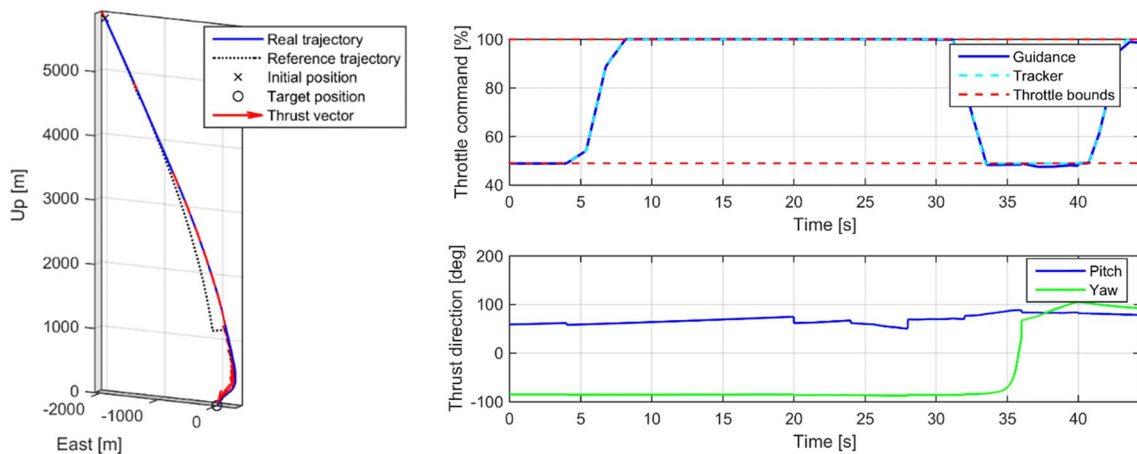 Real trajectory
Reference trajectory
Initial position
Target position
Thrust vector
5000
4000
3000
2000
1000
0
Up [m]
-2000
-1000
0
East [m]
100
80
60
40
Throttle command [%]
Guidance
Tracker
Throttle bounds
0 5 10 15 20 25 30 35 40
Time [s]
200
100
0
-100
Thrust direction [deg]
Pitch
Yaw
0 5 10 15 20 25 30 35 40
Time [s]